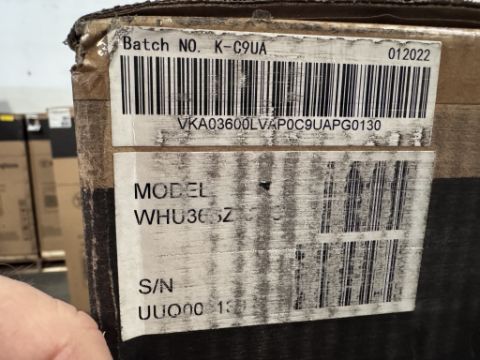 Batch NO. K-C9UA
012022
VKA03600LVAP0C9UAPG0130
MODEL
S/N